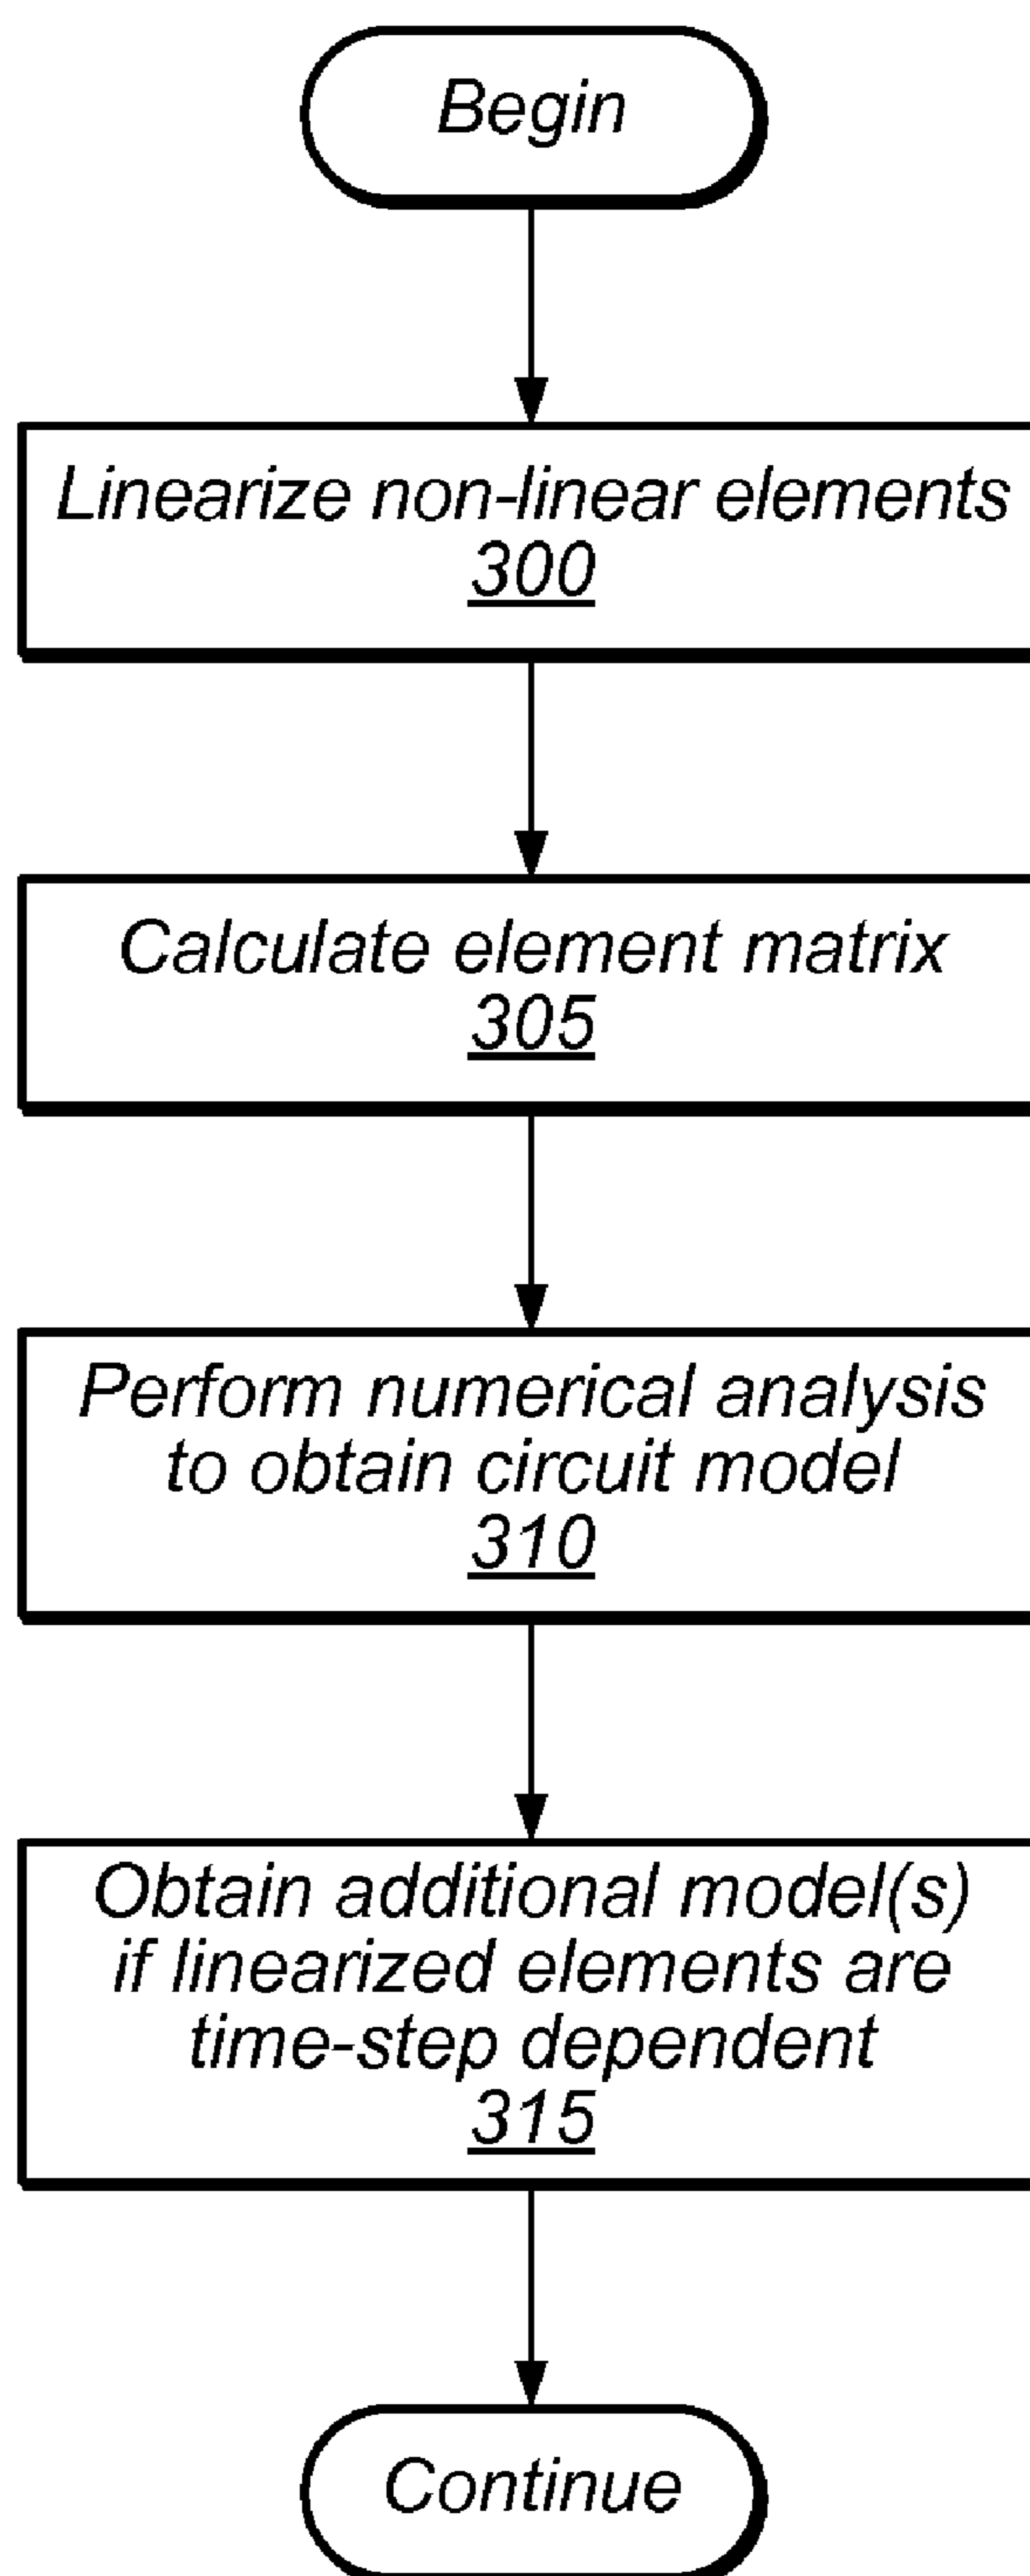 Begin
Linearize non-linear elements
300
Calculate element matrix
305
Perform numerical analysis
to obtain circuit model
310
Obtain additional model(s)
if linearized elements are
time-step dependent
315
Continue